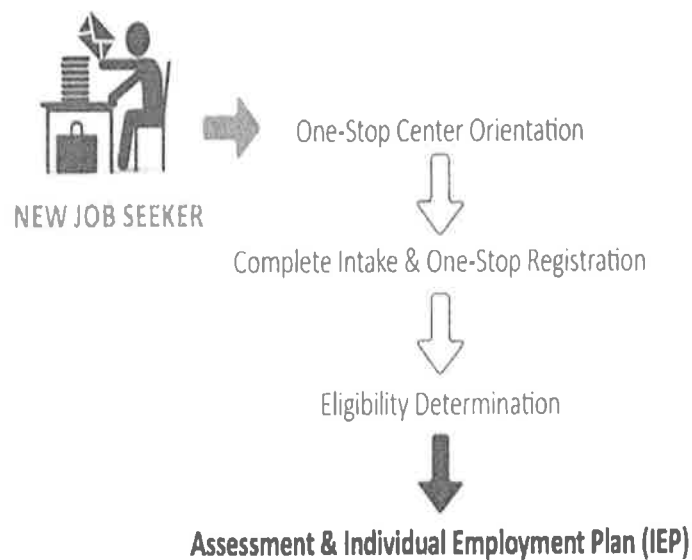 NEW JOB SEEKER
One-Stop Center Orientation
Complete Intake & One-Stop Registration
Eligibility Determination
Assessment & Individual Employment Plan (IEP)